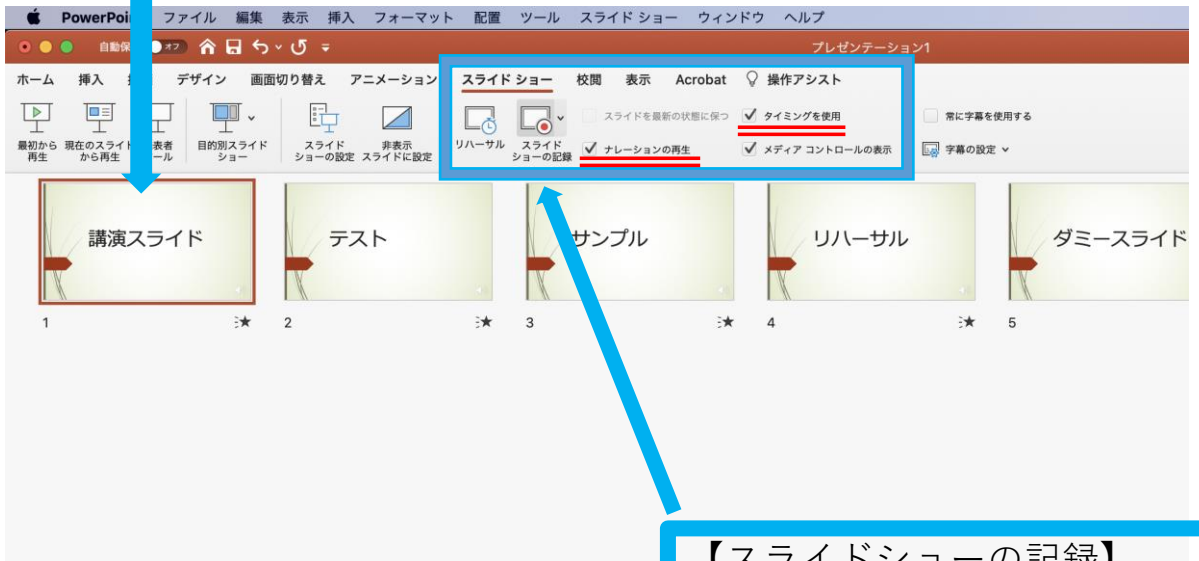 PowerPoi ファイル 編集 表示 挿入 フォーマット 配置 ツール スライド ショー ウィンドウ ヘルプ
自動保 オフ プレゼンテーション1
ホーム 挿入 デザイン 画面切り替え アニメーション スライド ショー 校閲 表示 Acrobat 操作アシスト
最初から
再生
現在のスライド
から再生
表者
ール
目的別スライド
ショー
スライド
ショーの設定
非表示
スライドに設定
リハーサル
スライド
ショーの記録
スライドを最新の状態に保つ
タイミングを使用
常に字幕を使用する
ナレーションの再生
メディア コントロールの表示
字幕の設定
講演スライド
テスト
サンプル
リハーサル
ダミースライド
1 2 3 4 5
【スライドショーの記録】